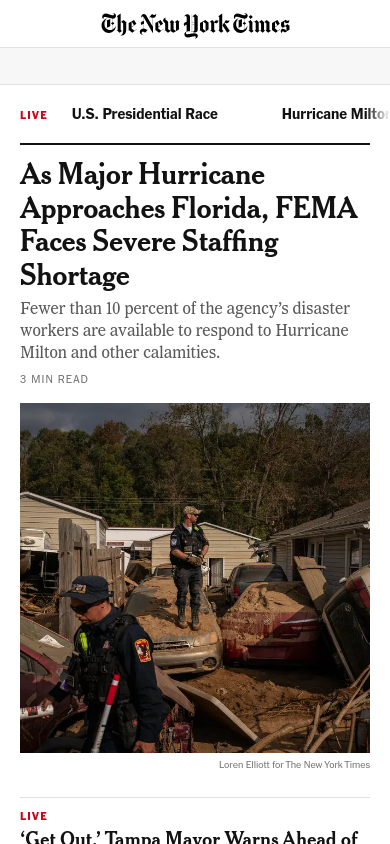 The New York Times
LIVE
U.S. Presidential Race
Hurricane Milton
As Major Hurricane
Approaches Florida, FEMA
Faces Severe Staffing
Shortage
Fewer than 10 percent of the agency’s disaster
workers are available to respond to Hurricane
Milton and other calamities.
3 MIN READ
Loren Elliott for The New York Times
LIVE
‘Get Out,’ Tampa Mayor Warns Ahead of